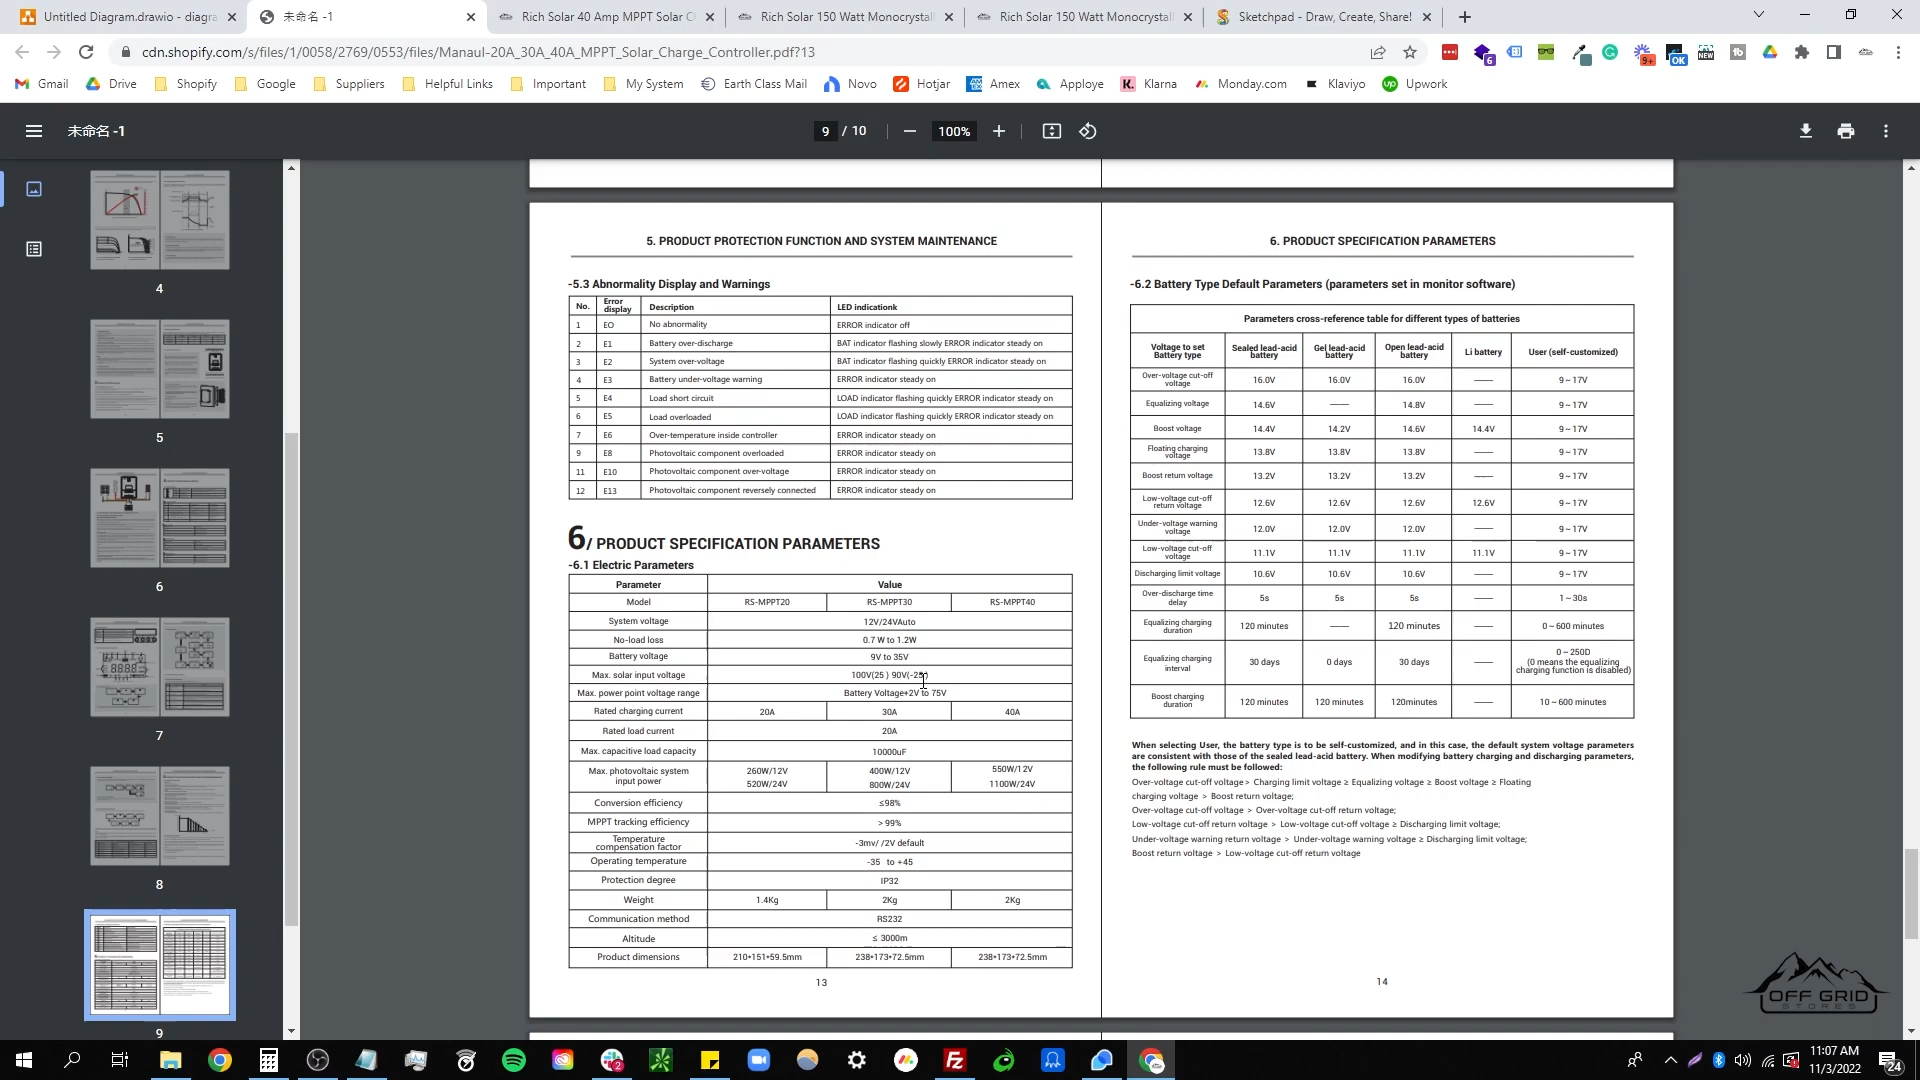 Untitled Diagram.drawio - diagra
未命名 -1
Rich Solar 40 Amp MPPT Solar C
Rich Solar 150 Watt Monocrystall
Rich Solar 150 Watt Monocrystall
Sketchpad - Draw, Create, Share!
cdn.shopify.com/s/files/1/0058/2769/0553/files/Manaul-20A_30A_40A_MPPT_Solar_Charge_Controller.pdf?13
Gmail Drive Shopify Google Suppliers Helpful Links Important My System Earth Class Mail Novo Hotjar Amex Apploye Klarna Monday.com Klaviyo Upwork
未命名 -1
9 / 10
100%
4
5
6
7
8
9
5. PRODUCT PROTECTION FUNCTION AND SYSTEM MAINTENANCE
-5.3 Abnormality Display and Warnings
No. Error display Description LED indicationk
1 EO No abnormality ERROR indicator off
2 E1 Battery over-discharge BAT indicator flashing slowly ERROR indicator steady on
3 E2 System over-voltage BAT indicator flashing quickly ERROR indicator steady on
4 E3 Battery under-voltage warning ERROR indicator steady on
5 E4 Load short circuit LOAD indicator flashing quickly ERROR indicator steady on
6 E5 Load overloaded LOAD indicator flashing quickly ERROR indicator steady on
7 E6 Over-temperature inside controller ERROR indicator steady on
9 E8 Photovoltaic component overloaded ERROR indicator steady on
11 E10 Photovoltaic component over-voltage ERROR indicator steady on
12 E13 Photovoltaic component reversely connected ERROR indicator steady on
6/ PRODUCT SPECIFICATION PARAMETERS
-6.1 Electric Parameters
Parameter Value
Model RS-MPPT20 RS-MPPT30 RS-MPPT40
System voltage 12V/24VAuto
No-load loss 0.7 W to 1.2W
Battery voltage 9V to 35V
Max. solar input voltage 100V(25 ) 90V(-25 )
Max. power point voltage range Battery Voltage+2V to 75V
Rated charging current 20A 30A 40A
Rated load current 20A
Max. capacitive load capacity 10000uF
Max. photovoltaic system input power 260W/12V 400W/12V 550W/12V
520W/24V 800W/24V 1100W/24V
Conversion efficiency ≤98%
MPPT tracking efficiency > 99%
Temperature compensation factor -3mv/ /2V default
Operating temperature -35 to +45
Protection degree IP32
Weight 1.4Kg 2Kg 2Kg
Communication method RS232
Altitude ≤ 3000m
Product dimensions 210*151*59.5mm 238*173*72.5mm 238*173*72.5mm
13
6. PRODUCT SPECIFICATION PARAMETERS
-6.2 Battery Type Default Parameters (parameters set in monitor software)
Parameters cross-reference table for different types of batteries
Voltage to set Battery type Sealed lead-acid battery Gel lead-acid battery Open lead-acid battery Li battery User (self-customized)
Over-voltage cut-off voltage 16.0V 16.0V 16.0V —— 9 ~ 17V
Equalizing voltage 14.6V —— 14.8V —— 9 ~ 17V
Boost voltage 14.4V 14.2V 14.6V 14.4V 9 ~ 17V
Floating charging voltage 13.8V 13.8V 13.8V —— 9 ~ 17V
Boost return voltage 13.2V 13.2V 13.2V —— 9 ~ 17V
Low-voltage cut-off return voltage 12.6V 12.6V 12.6V 12.6V 9 ~ 17V
Under-voltage warning voltage 12.0V 12.0V 12.0V —— 9 ~ 17V
Low-voltage cut-off voltage 11.1V 11.1V 11.1V 11.1V 9 ~ 17V
Discharging limit voltage 10.6V 10.6V 10.6V —— 9 ~ 17V
Over-discharge time delay 5s 5s 5s —— 1 ~ 30s
Equalizing charging duration 120 minutes —— 120 minutes —— 0 ~ 600 minutes
Equalizing charging interval 30 days 0 days 30 days —— 0 ~ 250D (0 means the equalizing charging function is disabled)
Boost charging duration 120 minutes 120 minutes 120minutes —— 10 ~ 600 minutes
When selecting User, the battery type is to be self-customized, and in this case, the default system voltage parameters
are consistent with those of the sealed lead-acid battery. When modifying battery charging and discharging parameters,
the following rule must be followed:
Over-voltage cut-off voltage> Charging limit voltage ≥ Equalizing voltage ≥ Boost voltage ≥ Floating
charging voltage > Boost return voltage;
Over-voltage cut-off voltage > Over-voltage cut-off return voltage;
Low-voltage cut-off return voltage > Low-voltage cut-off voltage ≥ Discharging limit voltage;
Under-voltage warning return voltage > Under-voltage warning voltage ≥ Discharging limit voltage;
Boost return voltage > Low-voltage cut-off return voltage
14
OFF GRID
STORES
11:07 AM
11/3/2022
24